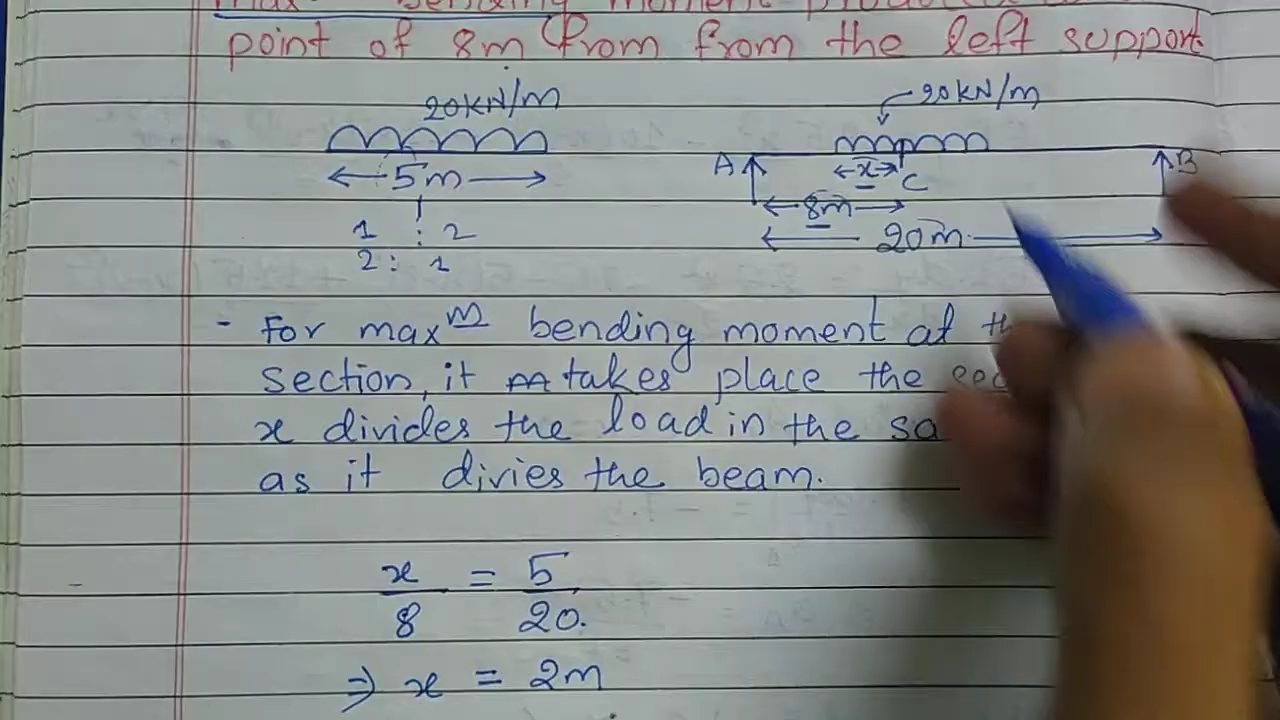 point of 8m from from the left support.
20kN/m
5m
1 : 2
2 : 1
20kN/m
A
B
x
C
8m
20m
- For maxᵐ bending moment at
section, it takes place the
x divides the load in the
as it divies the beam.
x/8 = 5/20.
⇒ x = 2m